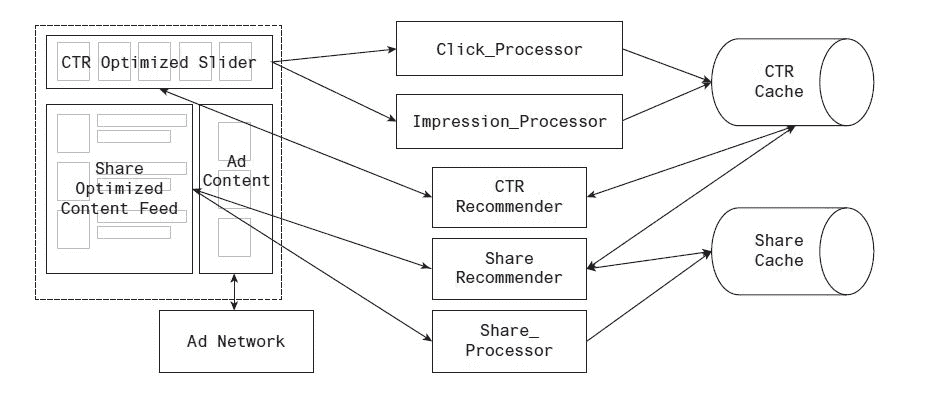 CTR Optimized Slider
Share
Optimized
Content Feed
Ad
Content
Ad Network
Click_Processor
Impression_Processor
CTR
Recommender
Share
Recommender
Share_
Processor
CTR
Cache
Share
Cache